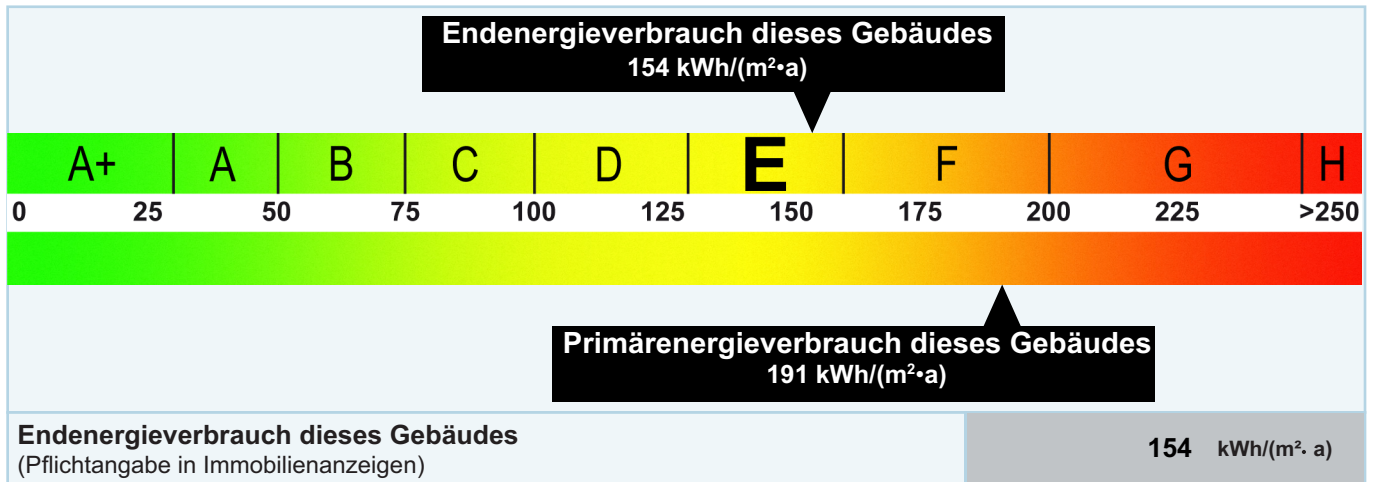 Endenergieverbrauch dieses Gebäudes
154 kWh/(m²•a)
A+ A B C D E F G H
0 25 50 75 100 125 150 175 200 225 >250
Primärenergieverbrauch dieses Gebäudes
191 kWh/(m²•a)
Endenergieverbrauch dieses Gebäudes
(Pflichtangabe in Immobilienanzeigen)
154 kWh/(m²· a)